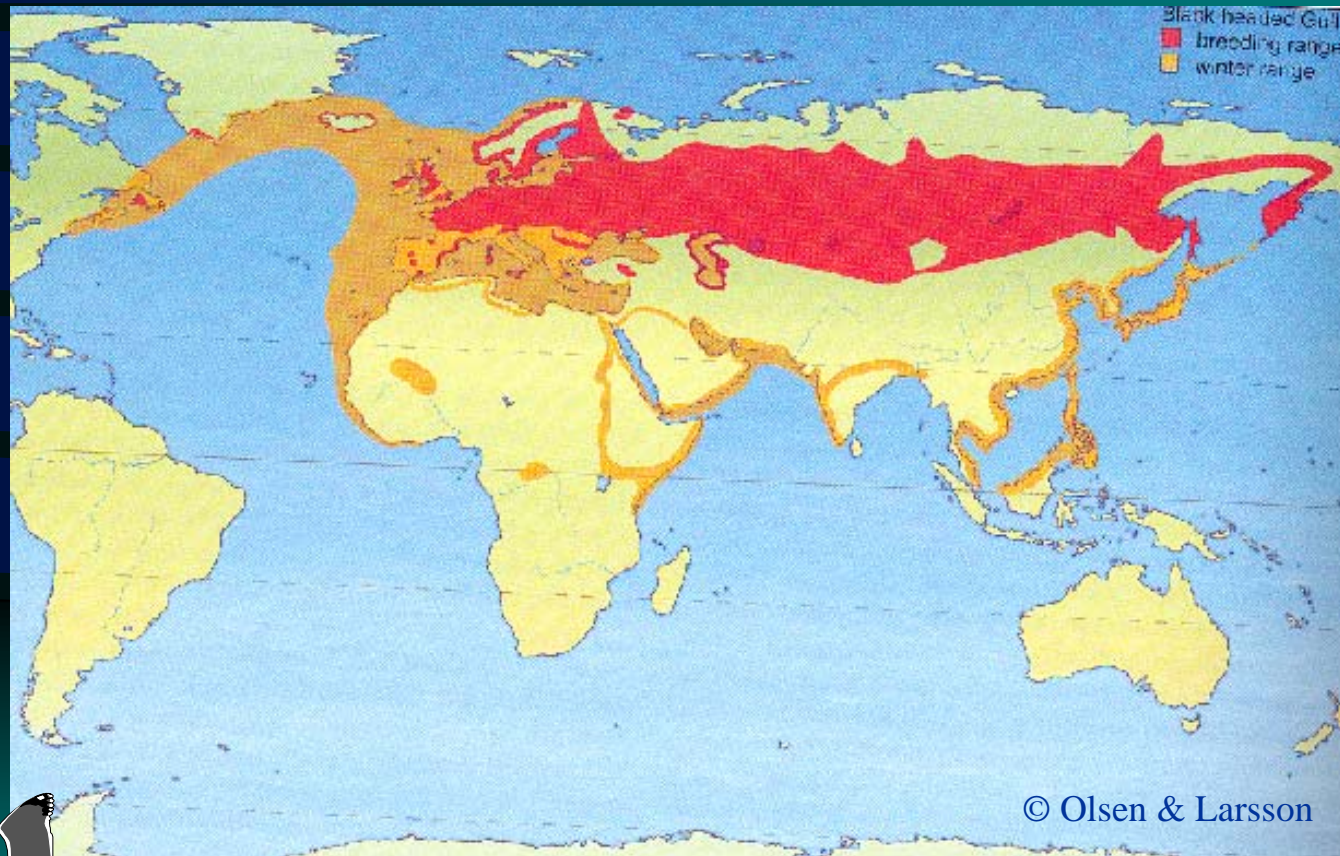 Black-headed Gull
breeding range
winter range
© Olsen & Larsson